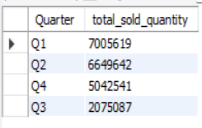 Quarter total_sold_quantity
Q1 7005619
Q2 6649642
Q4 5042541
Q3 2075087